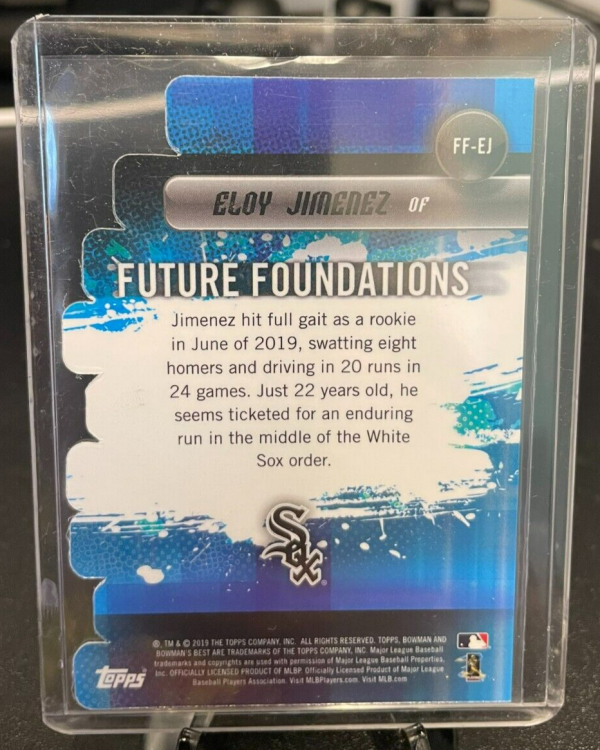 FF-EJ
ELOY JIMENEZ OF
FUTURE FOUNDATIONS
Jimenez hit full gait as a rookie
in June of 2019, swatting eight
homers and driving in 20 runs in
24 games. Just 22 years old, he
seems ticketed for an enduring
run in the middle of the White
Sox order.
Sox
®, TM & © 2019 THE TOPPS COMPANY, INC. ALL RIGHTS RESERVED. TOPPS, BOWMAN AND
BOWMAN'S BEST ARE TRADEMARKS OF THE TOPPS COMPANY, INC. Major League Baseball
trademarks and copyrights are used with permission of Major League Baseball Properties,
Inc. OFFICIALLY LICENSED PRODUCT OF MLBP. Officially Licensed Product of Major League
Baseball Players Association. Visit MLBPlayers.com. Visit MLB.com
Topps